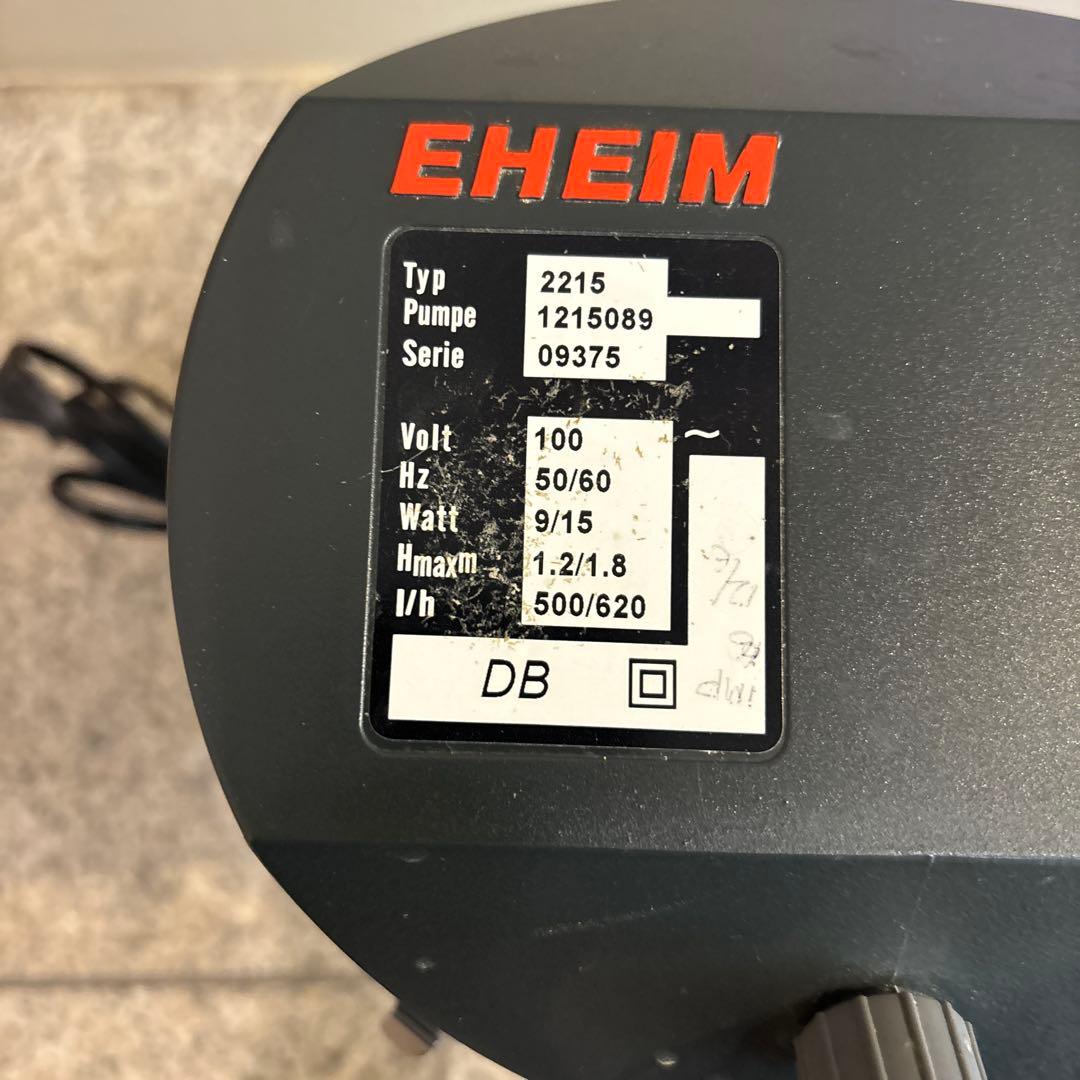 EHEIM
Typ 2215
Pumpe 1215089
Serie 09375
Volt 100 ~
Hz 50/60
Watt 9/15
Hmaxm 1.2/1.8
l/h 500/620
DB